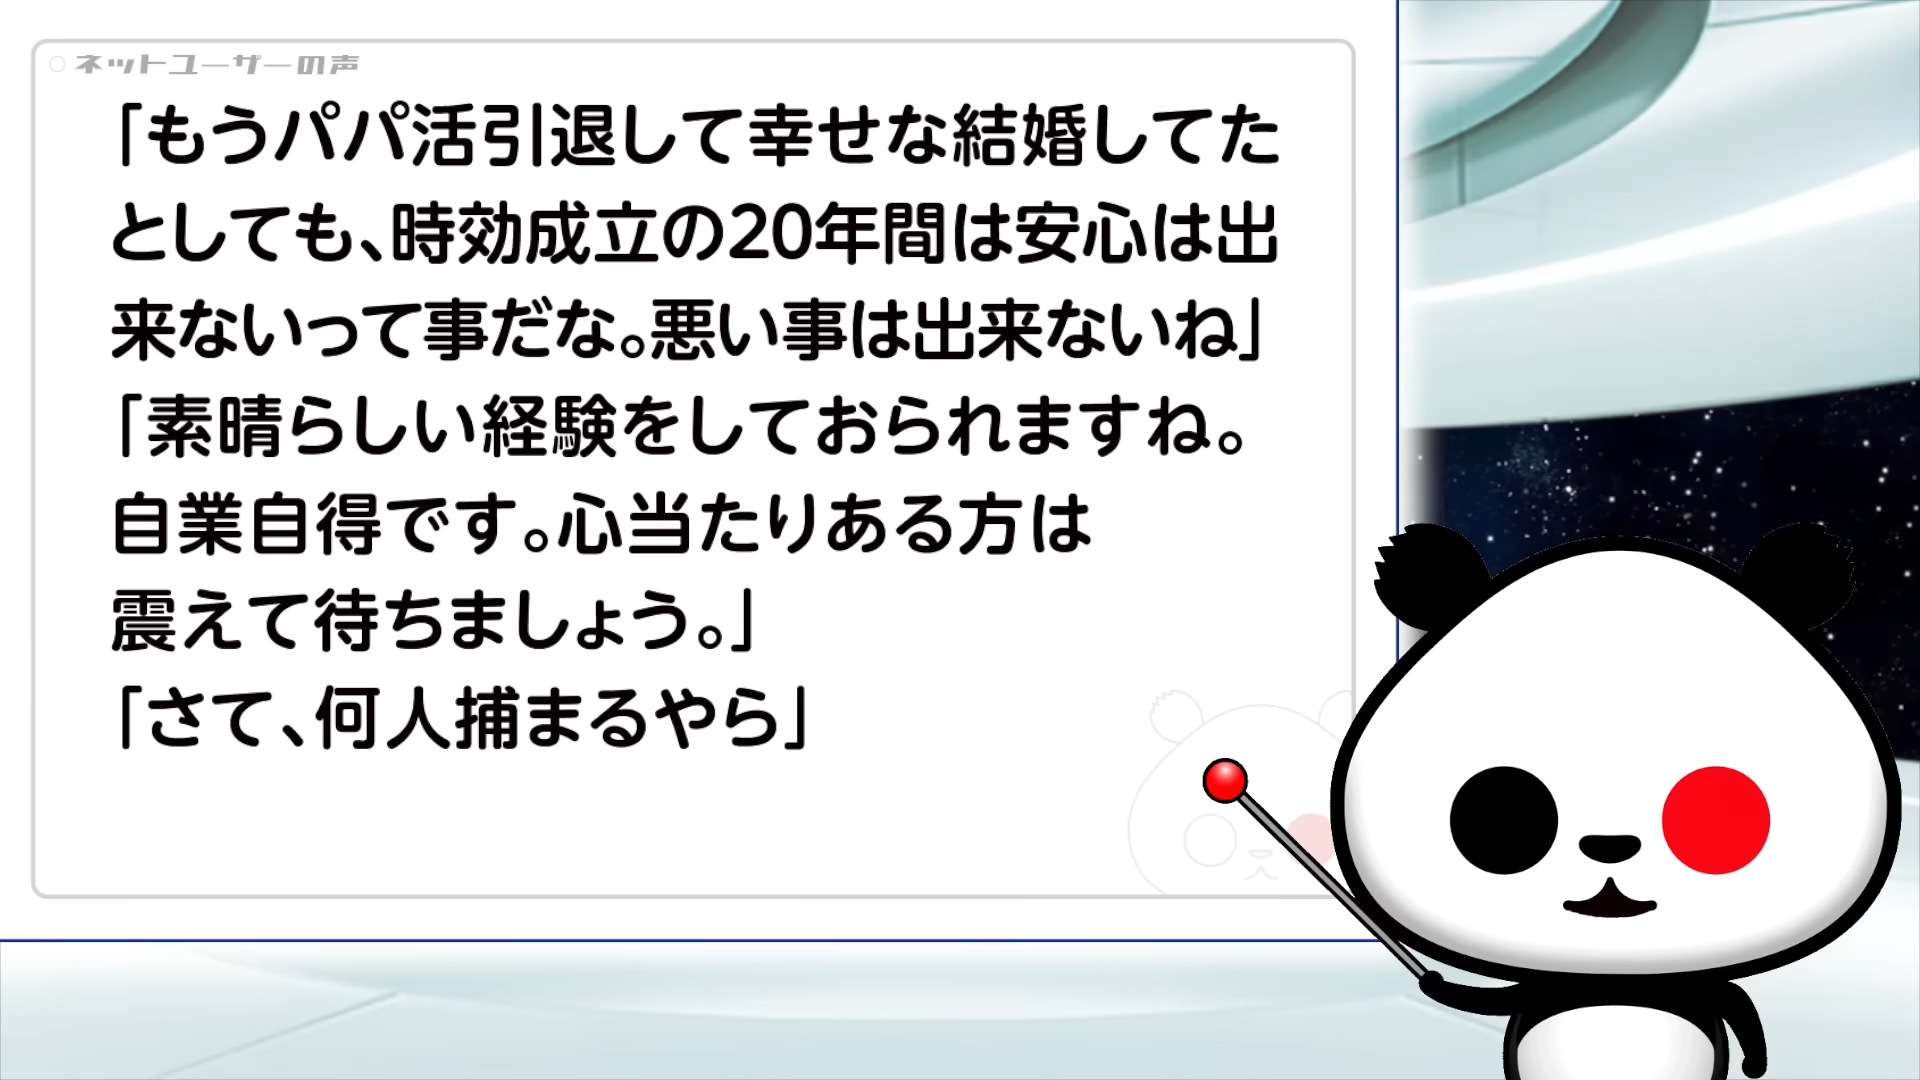 ネットユーザーの声
「もうパパ活引退して幸せな結婚してた
としても、時効成立の20年間は安心は出
来ないって事だな。悪い事は出来ないね」
「素晴らしい経験をしておられますね。
自業自得です。心当たりある方は
震えて待ちましょう。」
「さて、何人捕まるやら」